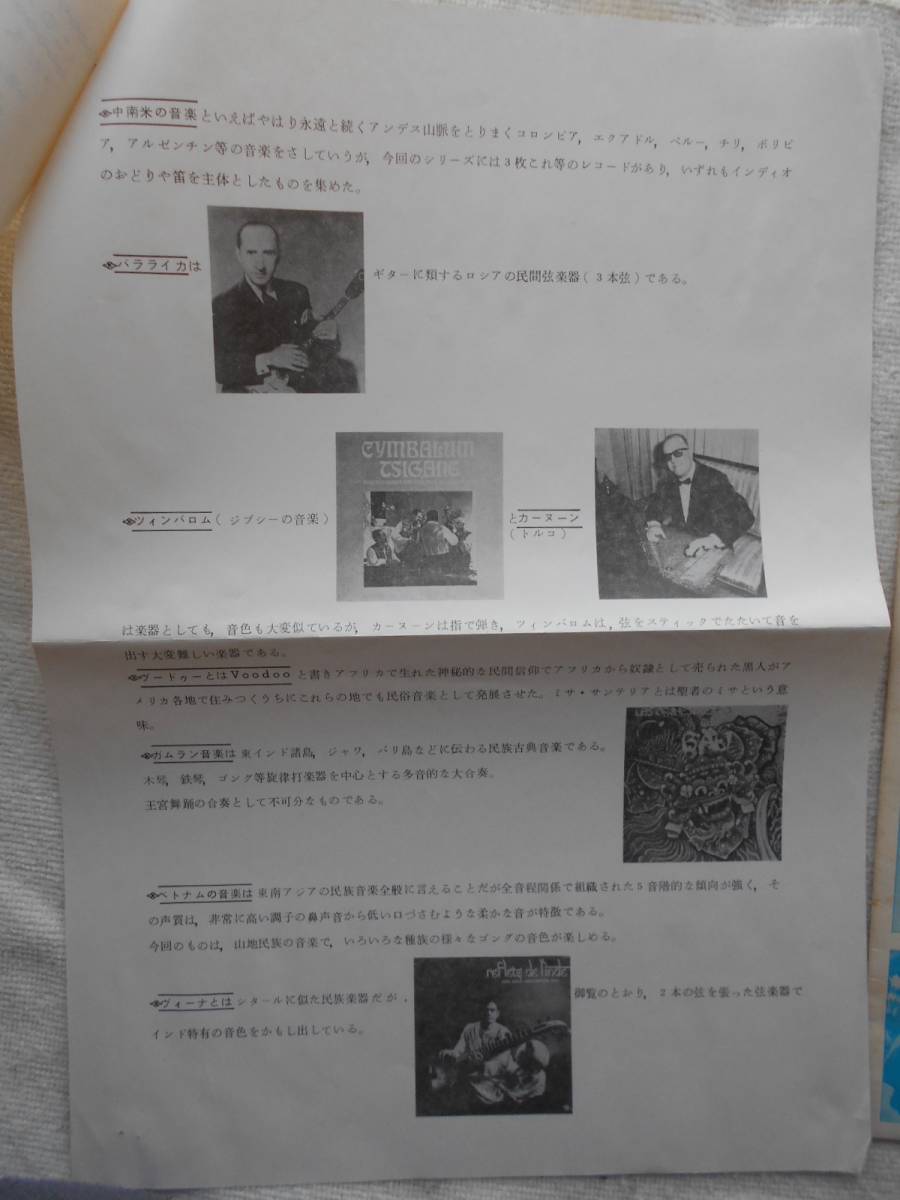 中南米の音楽といえばやはり永遠と続くアンデス山脈をとりまくコロンビア，エクアドル，ペルー，チリ，ボリビ
ア，アルゼンチン等の音楽をさしていうが，今回のシリーズには3枚これ等のレコードがあり，いずれもインディオ
のおどりや笛を主体としたものを集めた。
バラライカは
ギターに類するロシアの民間弦楽器（3本弦）である。
CYMBALUM
TSIGANE
ツィンバロム（ジプシーの音楽）
とカーヌーン
（トルコ）
は楽器としても，音色も大変似ているが，カーヌーンは指で弾き，ツィンバロムは，弦をスティックでたたいて音を
出す大変難しい楽器である。
ヴードゥーとはVoodooと書きアフリカで生れた神秘的な民間信仰でアフリカから奴隷として売られた黒人がア
メリカ各地で住みつくうちにこれらの地でも民俗音楽として発展させた。ミサ・サンテリアとは聖者のミサという意
味。
ガムラン音楽は東インド諸島，ジャワ，バリ島などに伝わる民族古典音楽である。
木琴，鉄琴，ゴング等旋律打楽器を中心とする多音的な大合奏。
王宮舞踊の合奏として不可分なものである。
BALI
ベトナムの音楽は東南アジアの民族音楽全般に言えることだが全音程関係で組織された5音階的な傾向が強く，そ
の声質は，非常に高い調子の鼻声音から低い口づさむような柔かな音が特徴である。
今回のものは，山地民族の音楽で，いろいろな種族の様々なゴングの音色が楽しめる。
reflets de l'inde
ヴィーナとはシタールに似た民族楽器だが，
御覧のとおり，2本の弦を張った弦楽器で
インド特有の音色をかもし出している。